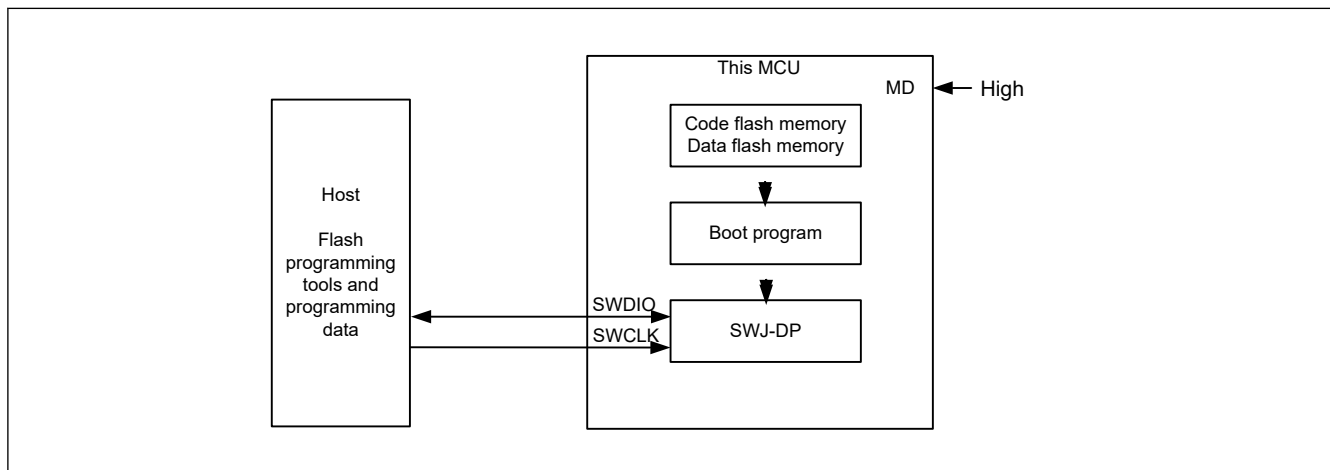 This MCU
MD
High
Code flash memory
Data flash memory
Host
Flash
programming
tools and
programming
data
Boot program
SWDIO
SWCLK
SWJ-DP